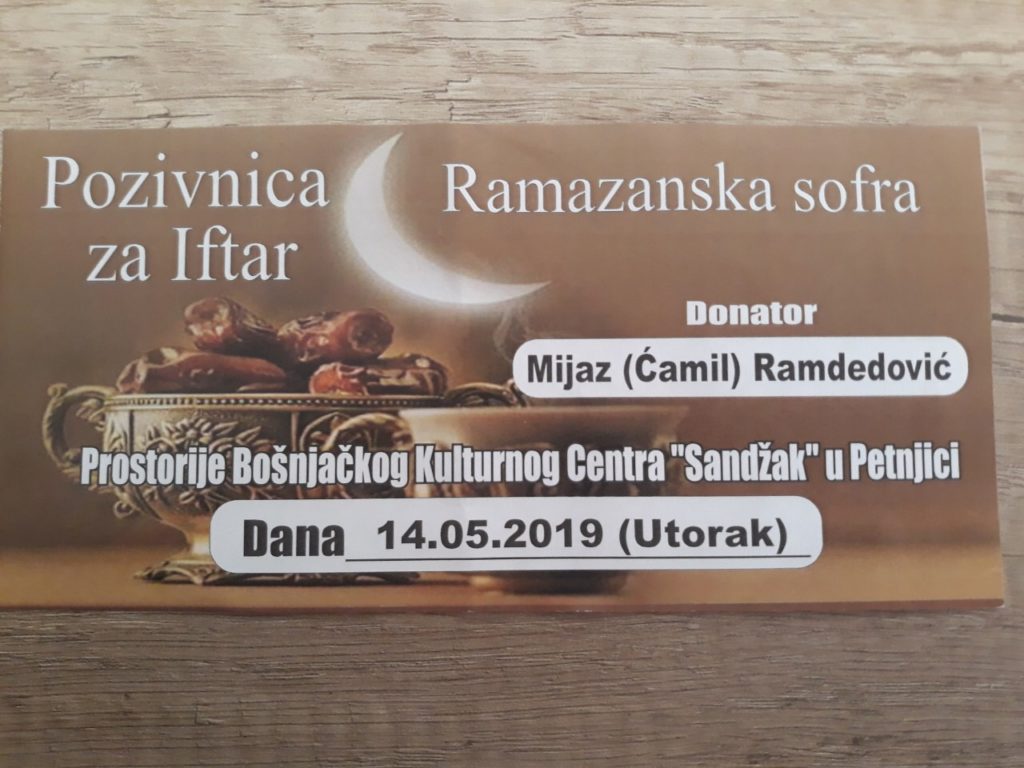 Pozivnica
za Iftar
Ramazanska sofra
Donator
Mijaz (Ćamil) Ramdedović
Prostorije Bošnjačkog Kulturnog Centra "Sandžak" u Petnjici
Dana 14.05.2019 (Utorak)